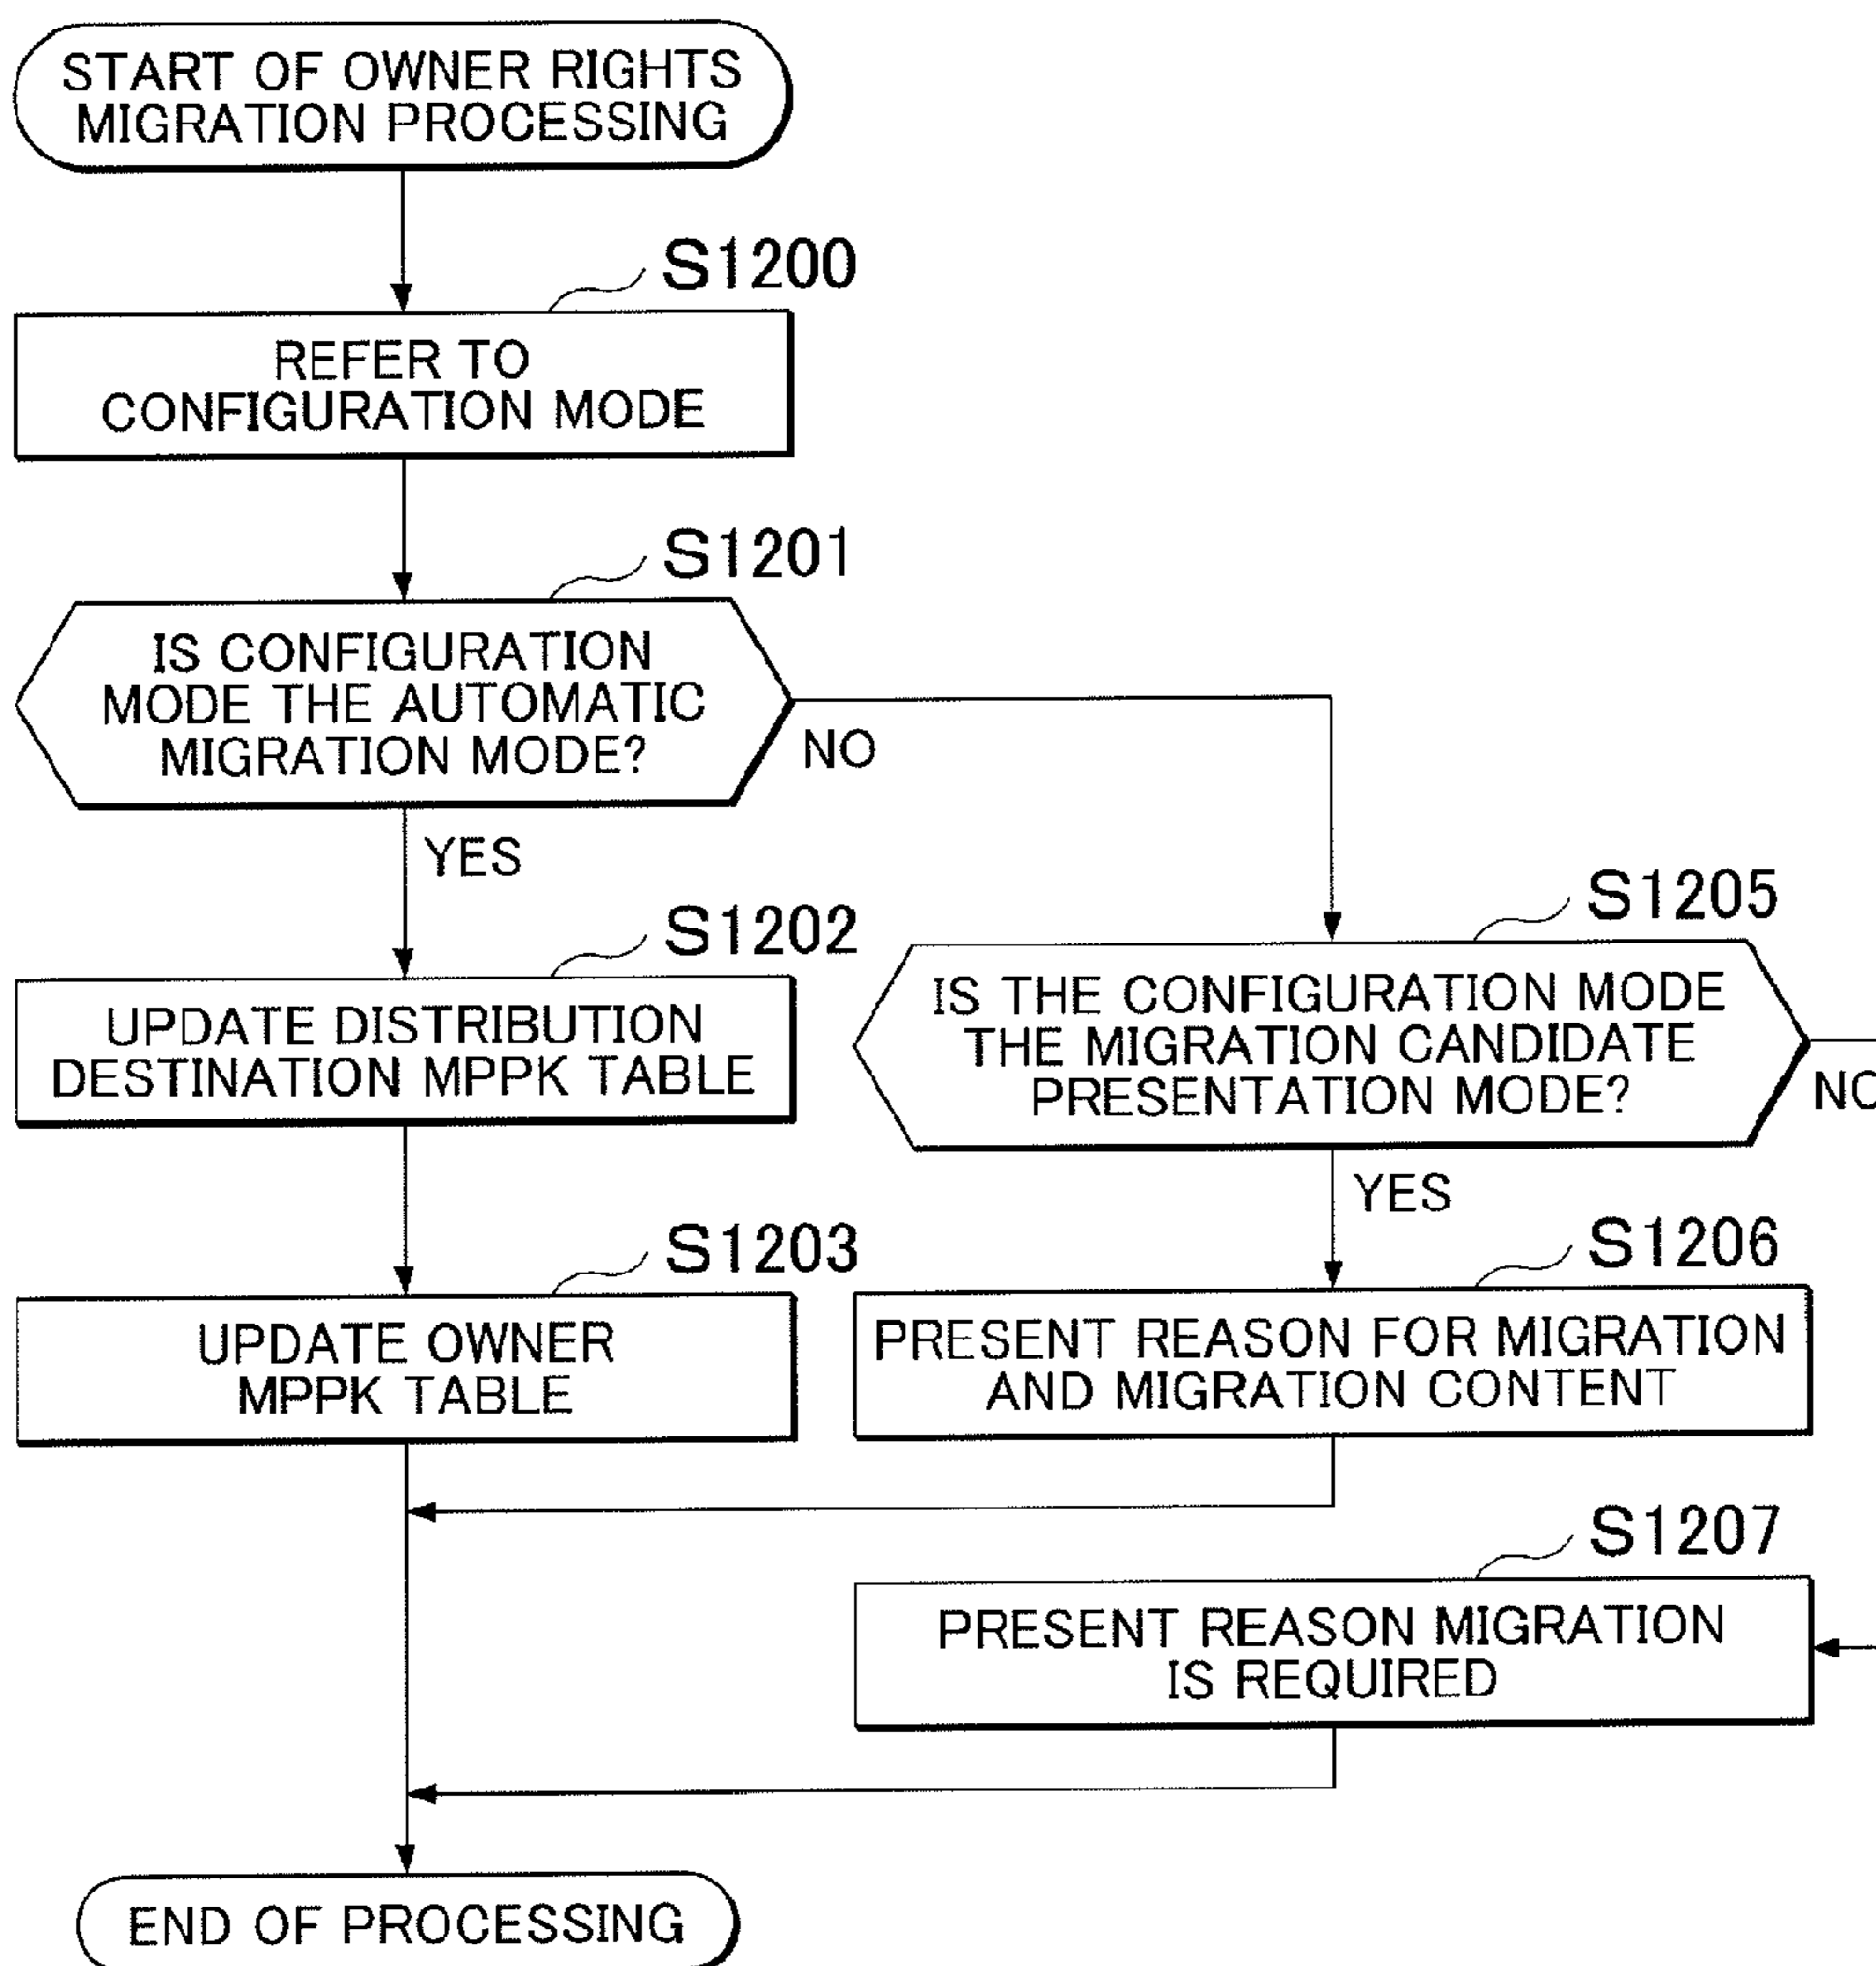 START OF OWNER RIGHTS
MIGRATION PROCESSING
S1200
REFER TO
CONFIGURATION MODE
S1201
IS CONFIGURATION
MODE THE AUTOMATIC
MIGRATION MODE?
NO
YES
S1202
UPDATE DISTRIBUTION
DESTINATION MPPK TABLE
S1203
UPDATE OWNER
MPPK TABLE
S1205
IS THE CONFIGURATION MODE
THE MIGRATION CANDIDATE
PRESENTATION MODE?
NO
YES
S1206
PRESENT REASON FOR MIGRATION
AND MIGRATION CONTENT
S1207
PRESENT REASON MIGRATION
IS REQUIRED
END OF PROCESSING